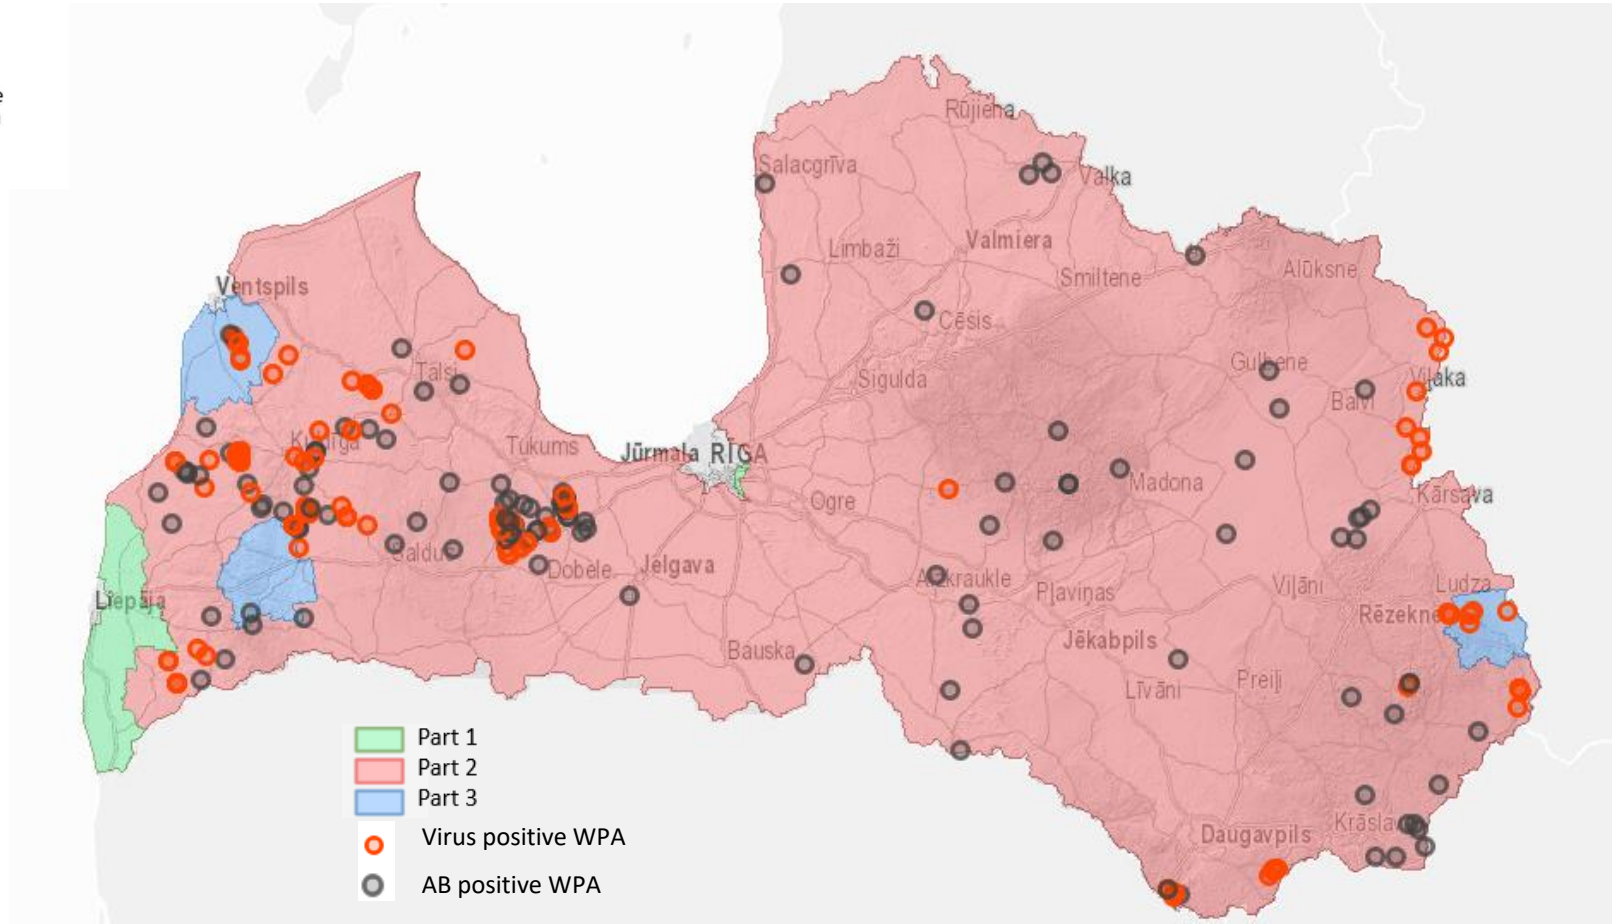 e
Rūjiena
Salacgrīva
Valka
Limbaži
Valmiera
Smiltene
Alūksne
Ventspils
Cēsis
Talsi
Sigulda
Gulbene
Balvi
Viļaka
Kuldīga
Tukums
Jūrmala RĪGA
Ogre
Madona
Kārsava
Saldus
Dobele
Jelgava
Aizkraukle
Pļaviņas
Viļāni
Ludza
Liepāja
Rēzekne
Bauska
Jēkabpils
Līvāni
Preiļi
Daugavpils
Krāslava
Part 1
Part 2
Part 3
Virus positive WPA
AB positive WPA